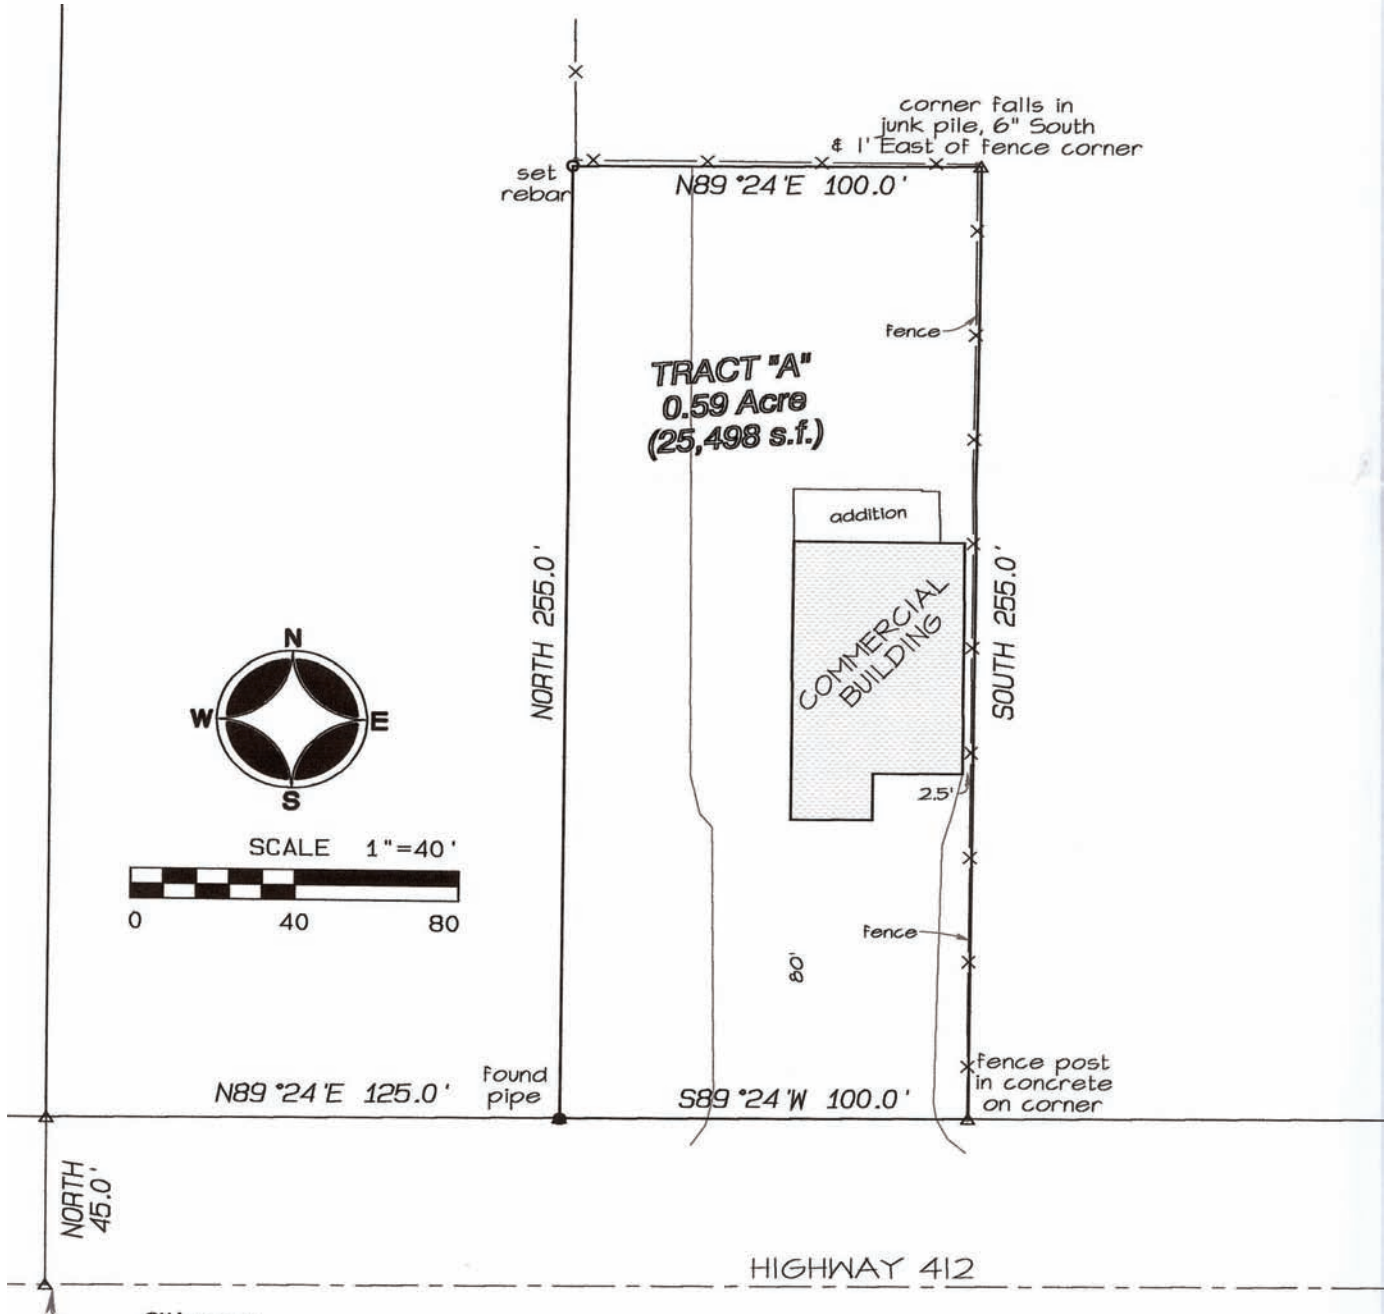 corner falls in
junk pile, 6" South
& 1' East of fence corner
set
rebar
N89°24'E 100.0'
fence
TRACT "A"
0.59 Acre
(25,498 s.f.)
addition
NORTH 255.0'
COMMERCIAL
BUILDING
SOUTH 255.0'
N
W
E
S
2.5'
SCALE 1"=40'
0 40 80
fence
80'
found
pipe
N89°24'E 125.0'
S89°24'W 100.0'
fence post
in concrete
on corner
NORTH
45.0'
HIGHWAY 412